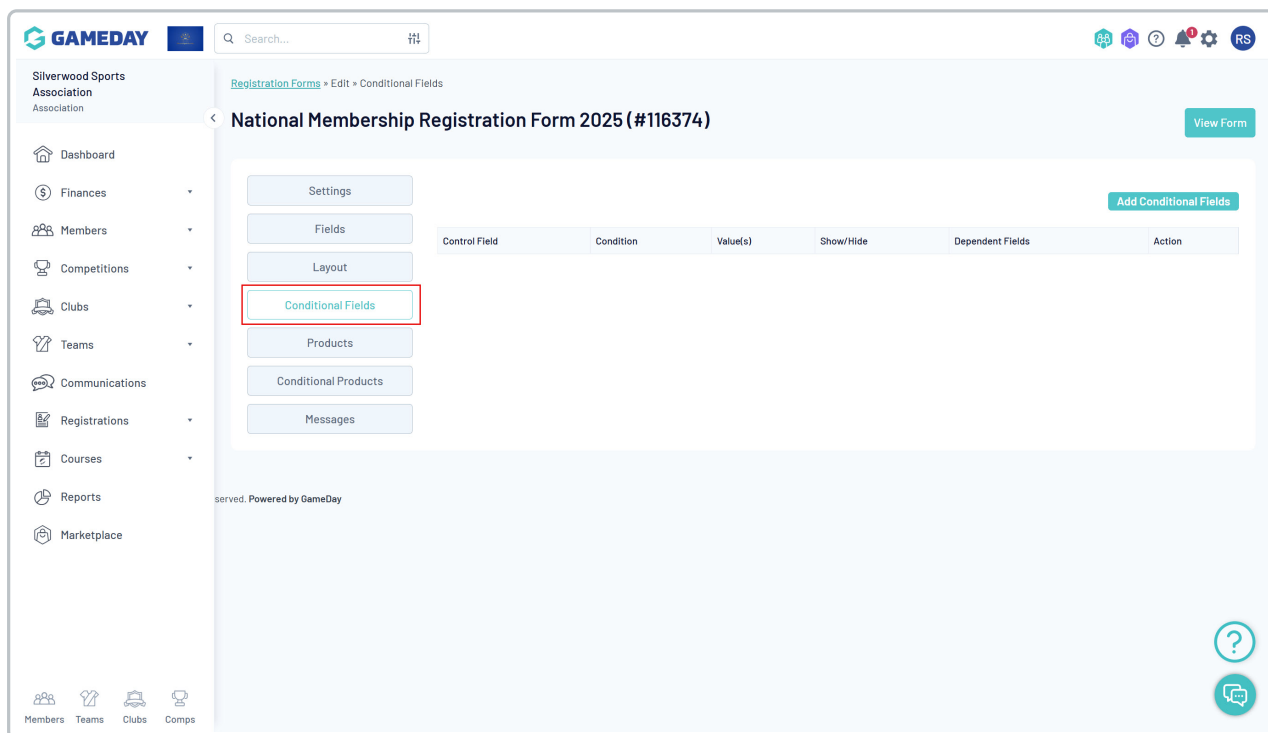 GAMEDAY
Search...
1
RS
Silverwood Sports
Association
Association
Registration Forms » Edit » Conditional Fields
National Membership Registration Form 2025 (#116374)
View Form
Dashboard
Finances
Members
Competitions
Clubs
Teams
Communications
Registrations
Courses
Reports
Marketplace
Settings
Fields
Layout
Conditional Fields
Products
Conditional Products
Messages
Add Conditional Fields
Control Field Condition Value(s) Show/Hide Dependent Fields Action
served. Powered by GameDay
Members Teams Clubs Comps